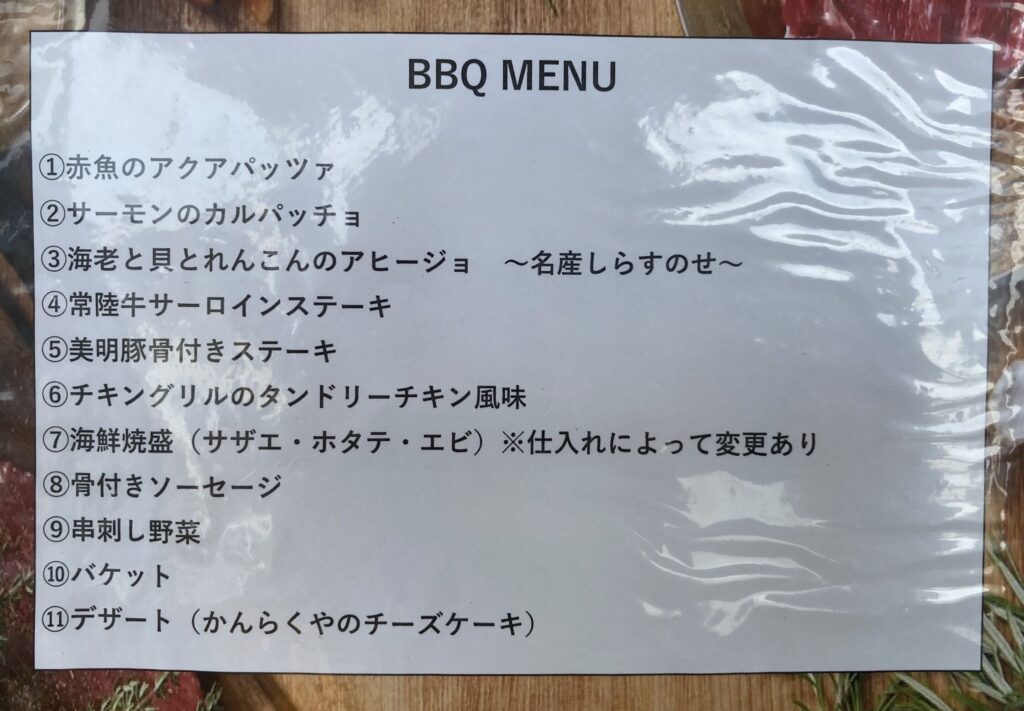 BBQ MENU
①赤魚のアクアパッツァ
②サーモンのカルパッチョ
③海老と貝とれんこんのアヒージョ　～名産しらすのせ～
④常陸牛サーロインステーキ
⑤美明豚骨付きステーキ
⑥チキングリルのタンドリーチキン風味
⑦海鮮焼盛（サザエ・ホタテ・エビ）※仕入れによって変更あり
⑧骨付きソーセージ
⑨串刺し野菜
⑩バケット
⑪デザート（かんらくやのチーズケーキ）